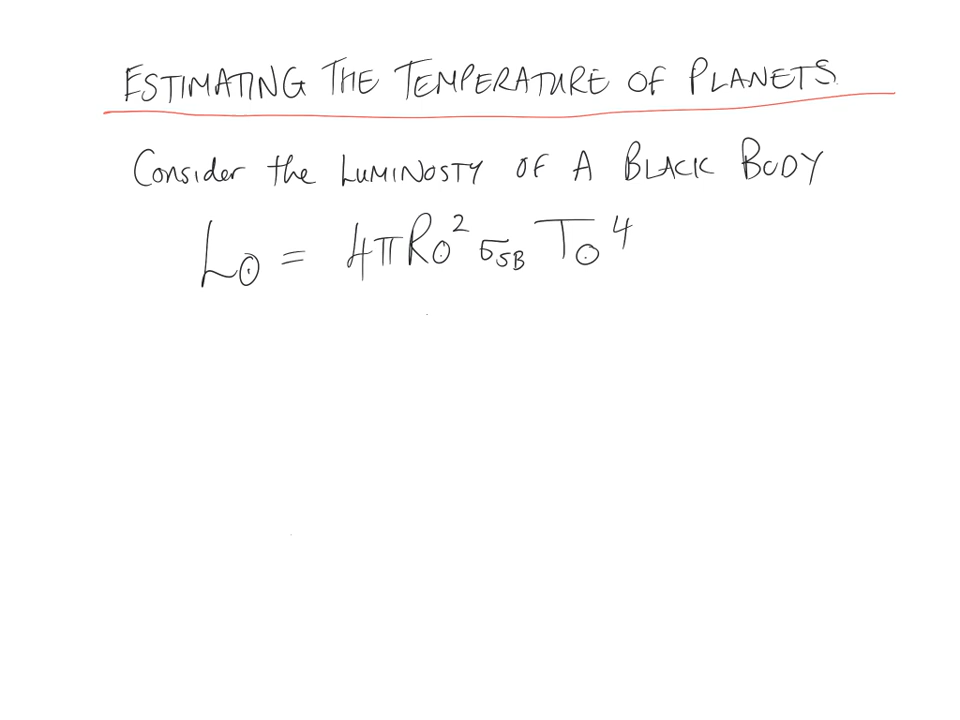 ESTIMATING THE TEMPERATURE OF PLANETS
Consider the LUMINOSTY OF A BLACK BODY
L⊙ = 4πR⊙² σSB T⊙⁴